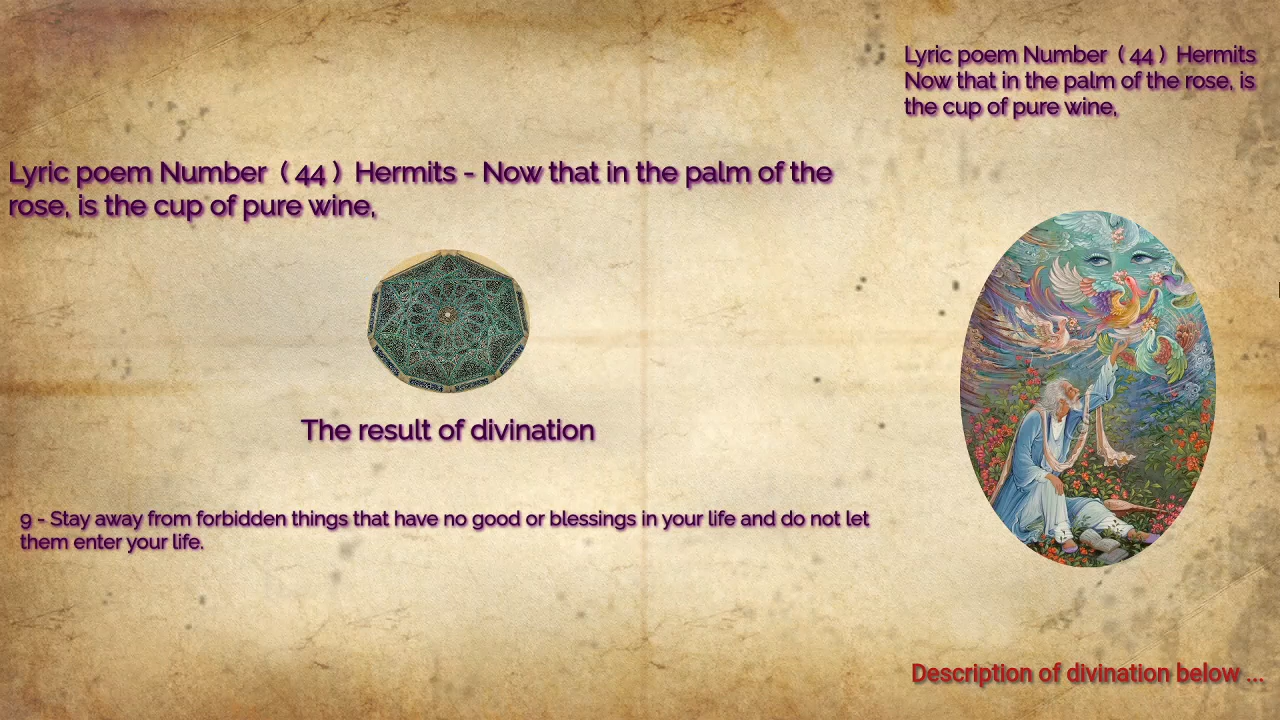 Lyric poem Number ( 44 ) Hermits
Now that in the palm of the rose, is
the cup of pure wine,
Lyric poem Number ( 44 ) Hermits - Now that in the palm of the
rose, is the cup of pure wine,
The result of divination
9 - Stay away from forbidden things that have no good or blessings in your life and do not let
them enter your life.
Description of divination below ...